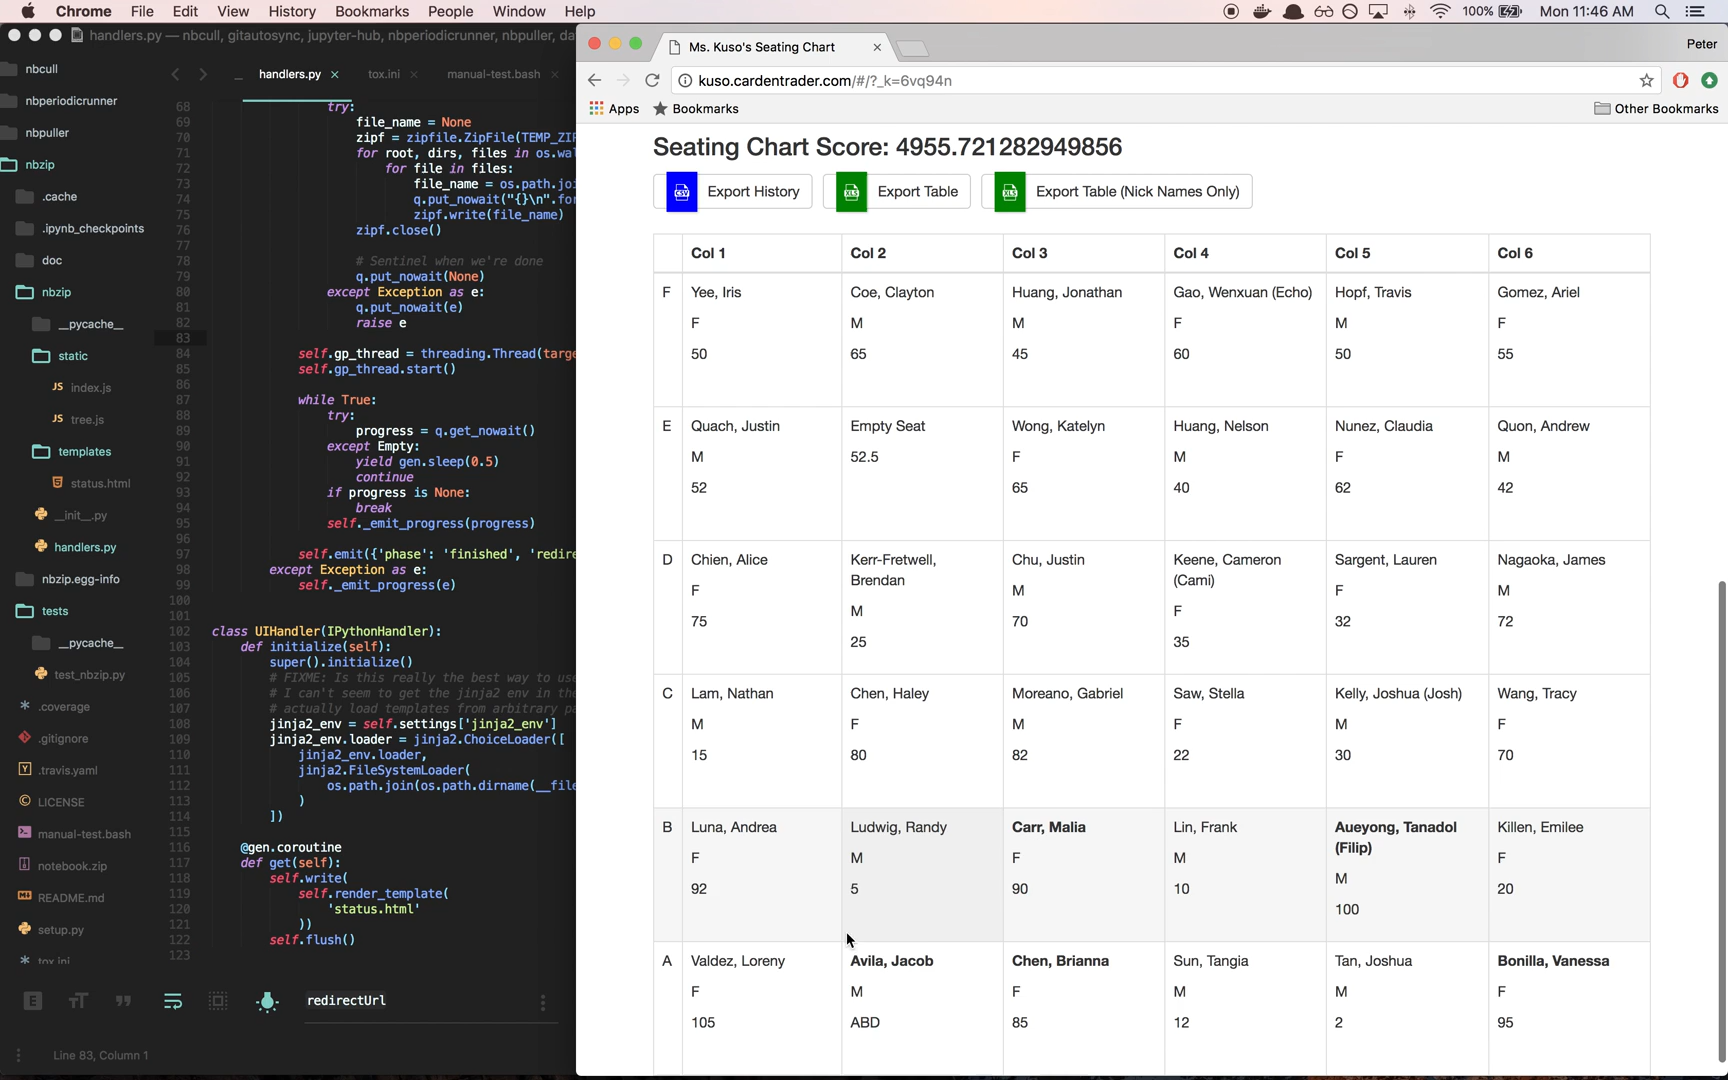 Chrome File Edit View History Bookmarks People Window Help 100% Mon 11:46 AM
handlers.py — nbcull, gitautosync, jupyter-hub, nbperiodicrunner, nbpuller, da
nbcull
nbperiodicrunner
nbpuller
nbzip
.cache
.ipynb_checkpoints
doc
nbzip
__pycache__
static
JS index.js
JS tree.js
templates
status.html
__init__.py
handlers.py
nbzip.egg-info
tests
__pycache__
test_nbzip.py
.coverage
.gitignore
.travis.yaml
LICENSE
manual-test.bash
notebook.zip
README.md
setup.py
tox.ini
handlers.py × tox.ini × manual-test.bash ×
68 try:
69 file_name = None
70 zipf = zipfile.ZipFile(TEMP_ZIP
71 for root, dirs, files in os.wal
72 for file in files:
73 file_name = os.path.joi
74 q.put_nowait("{}\n".for
75 zipf.write(file_name)
76 zipf.close()
77
78 # Sentinel when we're done
79 q.put_nowait(None)
80 except Exception as e:
81 q.put_nowait(e)
82 raise e
83
84 self.gp_thread = threading.Thread(targe
85 self.gp_thread.start()
86
87 while True:
88 try:
89 progress = q.get_nowait()
90 except Empty:
91 yield gen.sleep(0.5)
92 continue
93 if progress is None:
94 break
95 self._emit_progress(progress)
96
97 self.emit({'phase': 'finished', 'redire
98 except Exception as e:
99 self._emit_progress(e)
100
101
102 class UIHandler(IPythonHandler):
103 def initialize(self):
104 super().initialize()
105 # FIXME: Is this really the best way to use
106 # I can't seem to get the jinja2 env in the
107 # actually load templates from arbitrary pa
108 jinja2_env = self.settings['jinja2_env']
109 jinja2_env.loader = jinja2.ChoiceLoader([
110 jinja2_env.loader,
111 jinja2.FileSystemLoader(
112 os.path.join(os.path.dirname(__file
113 )
114 ])
115
116 @gen.coroutine
117 def get(self):
118 self.write(
119 self.render_template(
120 'status.html'
121 ))
122 self.flush()
123
redirectUrl
Line 83, Column 1
Ms. Kuso's Seating Chart × Peter
kuso.cardentrader.com/#/?_k=6vq94n
Apps Bookmarks Other Bookmarks
Seating Chart Score: 4955.721282949856
CSV Export History XLS Export Table XLS Export Table (Nick Names Only)
Col 1 Col 2 Col 3 Col 4 Col 5 Col 6
F Yee, Iris Coe, Clayton Huang, Jonathan Gao, Wenxuan (Echo) Hopf, Travis Gomez, Ariel
F M M F M F
50 65 45 60 50 55
E Quach, Justin Empty Seat Wong, Katelyn Huang, Nelson Nunez, Claudia Quon, Andrew
M 52.5 F M F M
52 65 40 62 42
D Chien, Alice Kerr-Fretwell, Chu, Justin Keene, Cameron Sargent, Lauren Nagaoka, James
Brendan (Cami)
F M M F F M
75 25 70 35 32 72
C Lam, Nathan Chen, Haley Moreano, Gabriel Saw, Stella Kelly, Joshua (Josh) Wang, Tracy
M F M F M F
15 80 82 22 30 70
B Luna, Andrea Ludwig, Randy Carr, Malia Lin, Frank Aueyong, Tanadol Killen, Emilee
(Filip)
F M F M M F
92 5 90 10 100 20
A Valdez, Loreny Avila, Jacob Chen, Brianna Sun, Tangia Tan, Joshua Bonilla, Vanessa
F M F M M F
105 ABD 85 12 2 95